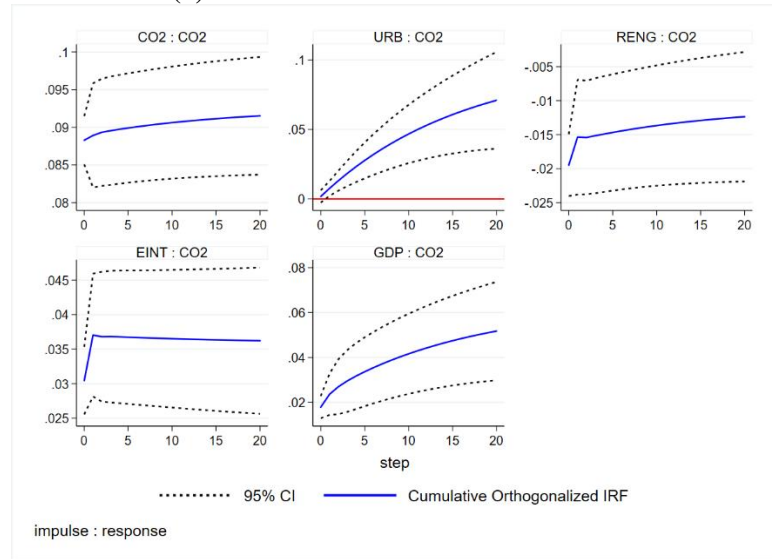 (a)
CO2 : CO2
URB : CO2
RENG : CO2
.1
.095
.09
.085
.08
0 5 10 15 20
.1
.05
0
0 5 10 15 20
-.005
-.01
-.015
-.02
-.025
0 5 10 15 20
EINT : CO2
GDP : CO2
.045
.04
.035
.03
.025
0 5 10 15 20
.08
.06
.04
.02
0 5 10 15 20
step
95% CI
Cumulative Orthogonalized IRF
impulse : response